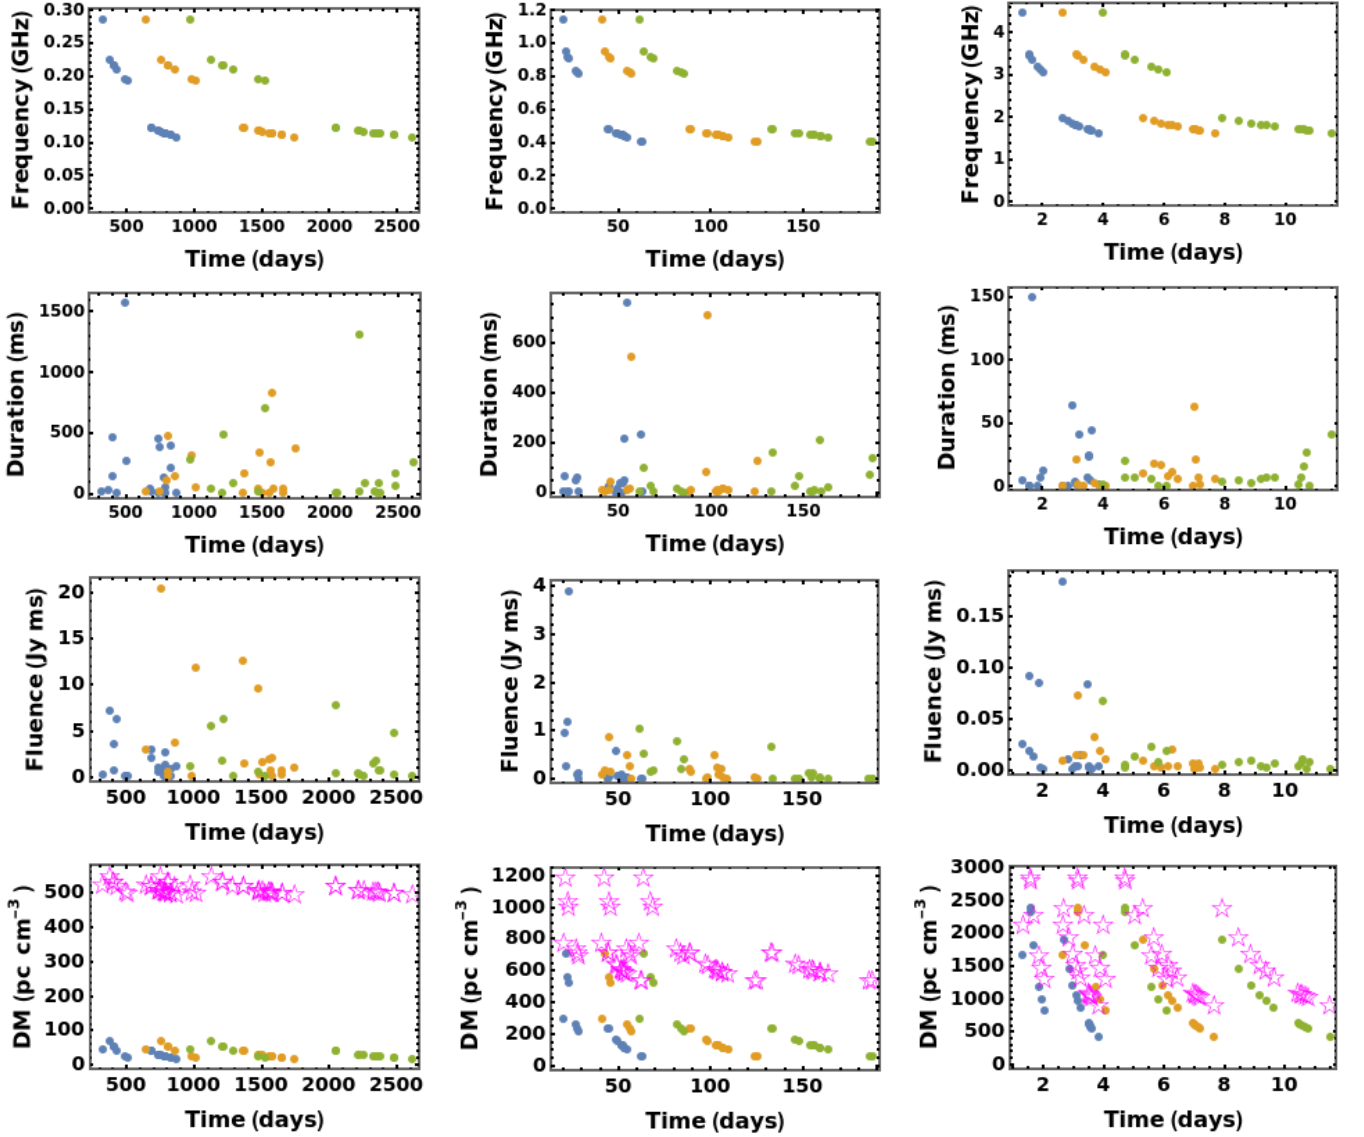 0.30
0.25
0.20
0.15
0.10
0.05
0.00
Frequency (GHz)
500 1000 1500 2000 2500
Time (days)
1.2
1.0
0.8
0.6
0.4
0.2
0.0
Frequency (GHz)
50 100 150
Time (days)
4
3
2
1
0
Frequency (GHz)
2 4 6 8 10
Time (days)
1500
1000
500
0
Duration (ms)
500 1000 1500 2000 2500
Time (days)
600
400
200
0
Duration (ms)
50 100 150
Time (days)
150
100
50
0
Duration (ms)
2 4 6 8 10
Time (days)
20
15
10
5
0
Fluence (Jy ms)
500 1000 1500 2000 2500
Time (days)
4
3
2
1
0
Fluence (Jy ms)
50 100 150
Time (days)
0.15
0.10
0.05
0.00
Fluence (Jy ms)
2 4 6 8 10
Time (days)
500
400
300
200
100
0
DM (pc cm⁻³)
500 1000 1500 2000 2500
Time (days)
1200
1000
800
600
400
200
0
DM (pc cm⁻³)
50 100 150
Time (days)
3000
2500
2000
1500
1000
500
0
DM (pc cm⁻³)
2 4 6 8 10
Time (days)